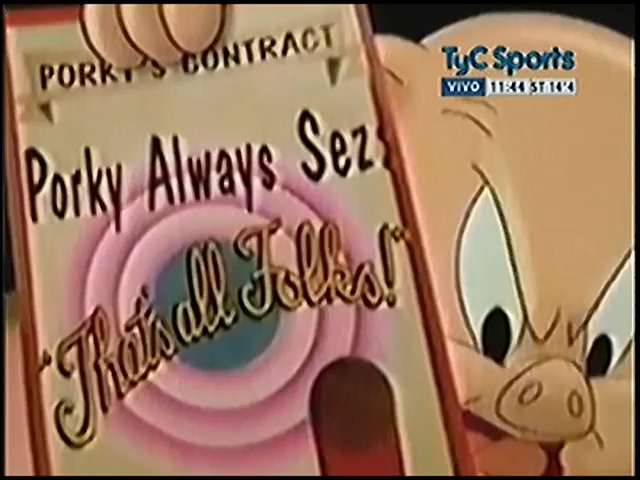 TyC Sports
VIVO 11:44 ST 14'4
PORKY'S CONTRACT
Porky Always Sez:
"That's all Folks!"